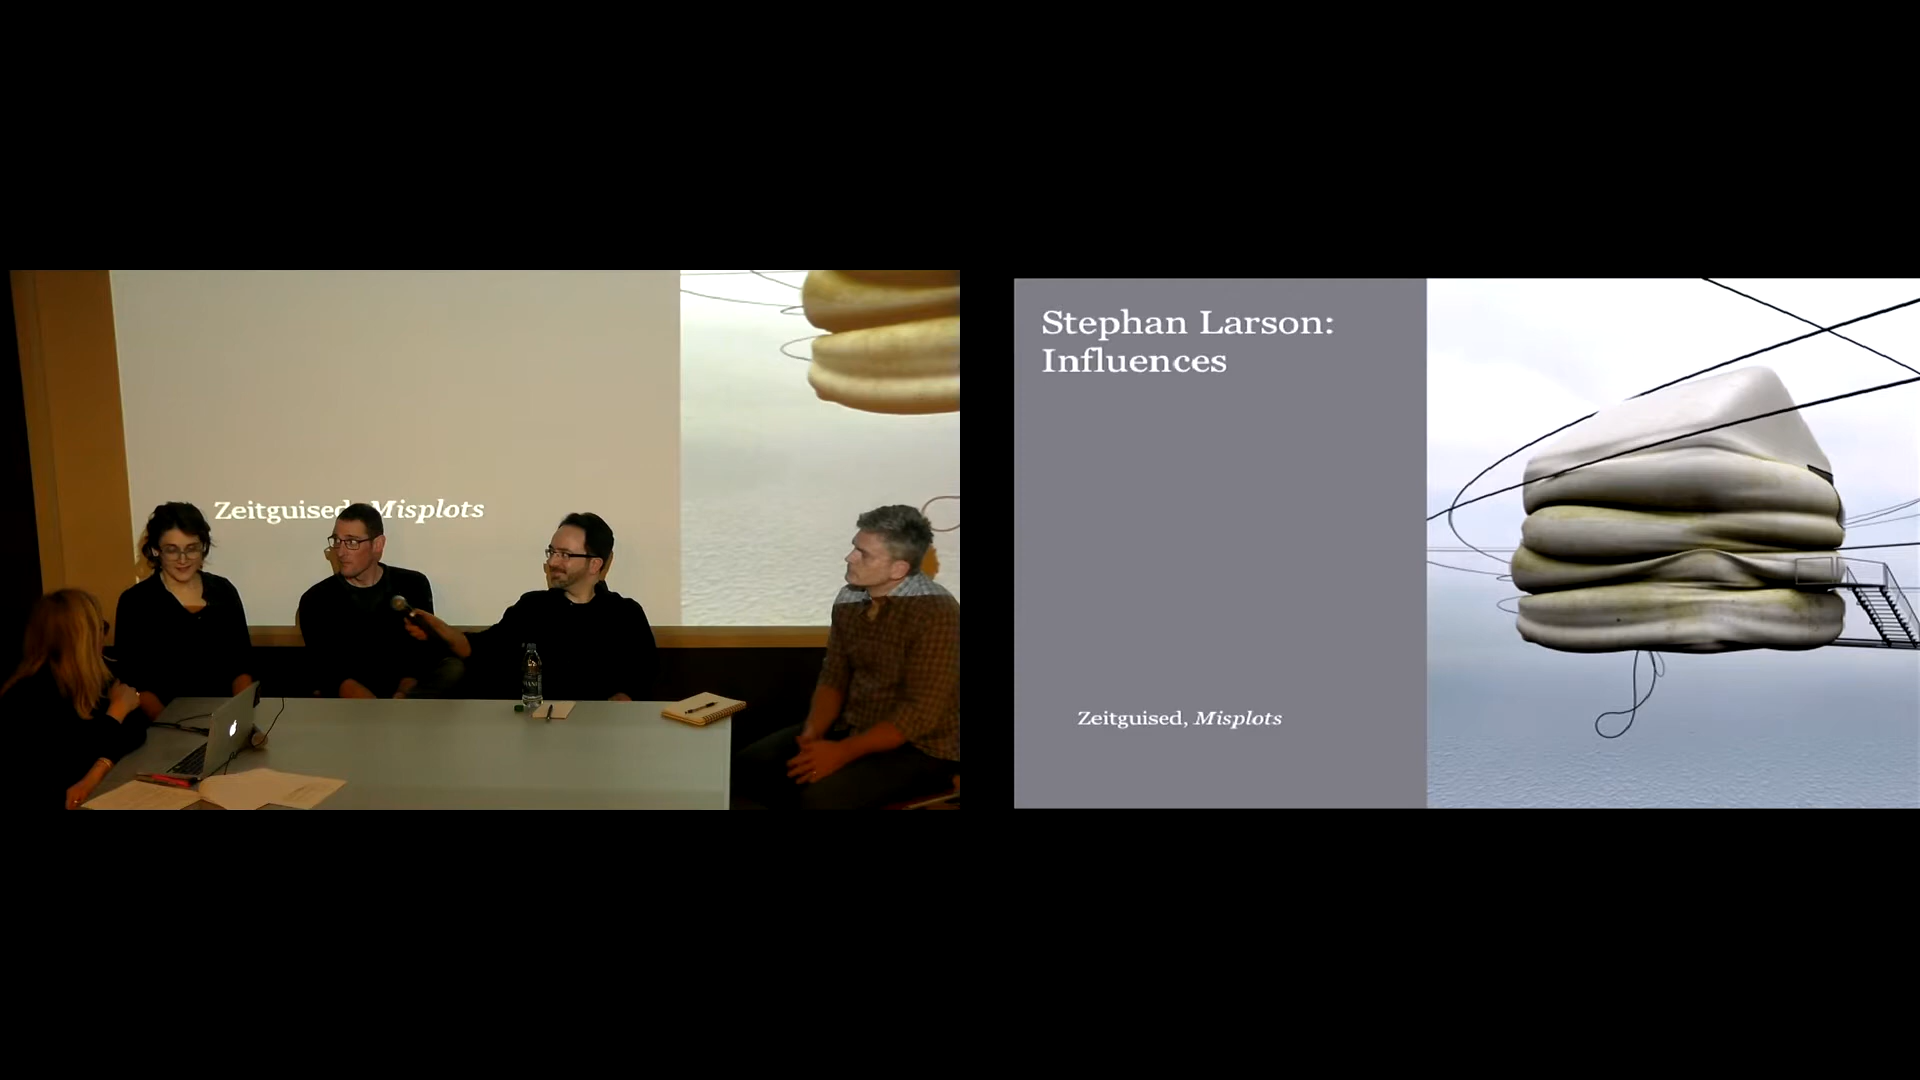 Zeitguised, Misplots
Stephan Larson:
Influences
Zeitguised, Misplots